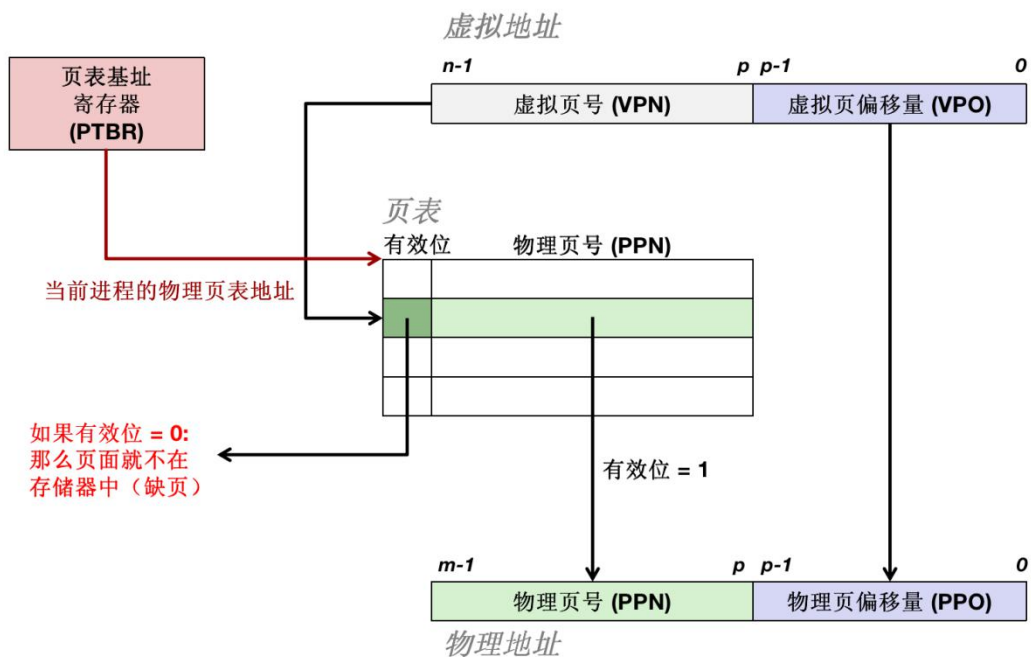 虚拟地址
n-1 p p-1 0
页表基址
寄存器
(PTBR)
虚拟页号 (VPN) 虚拟页偏移量 (VPO)
页表
有效位 物理页号 (PPN)
当前进程的物理页表地址
如果有效位 = 0:
那么页面就不在
存储器中（缺页）
有效位 = 1
m-1 p p-1 0
物理页号 (PPN) 物理页偏移量 (PPO)
物理地址